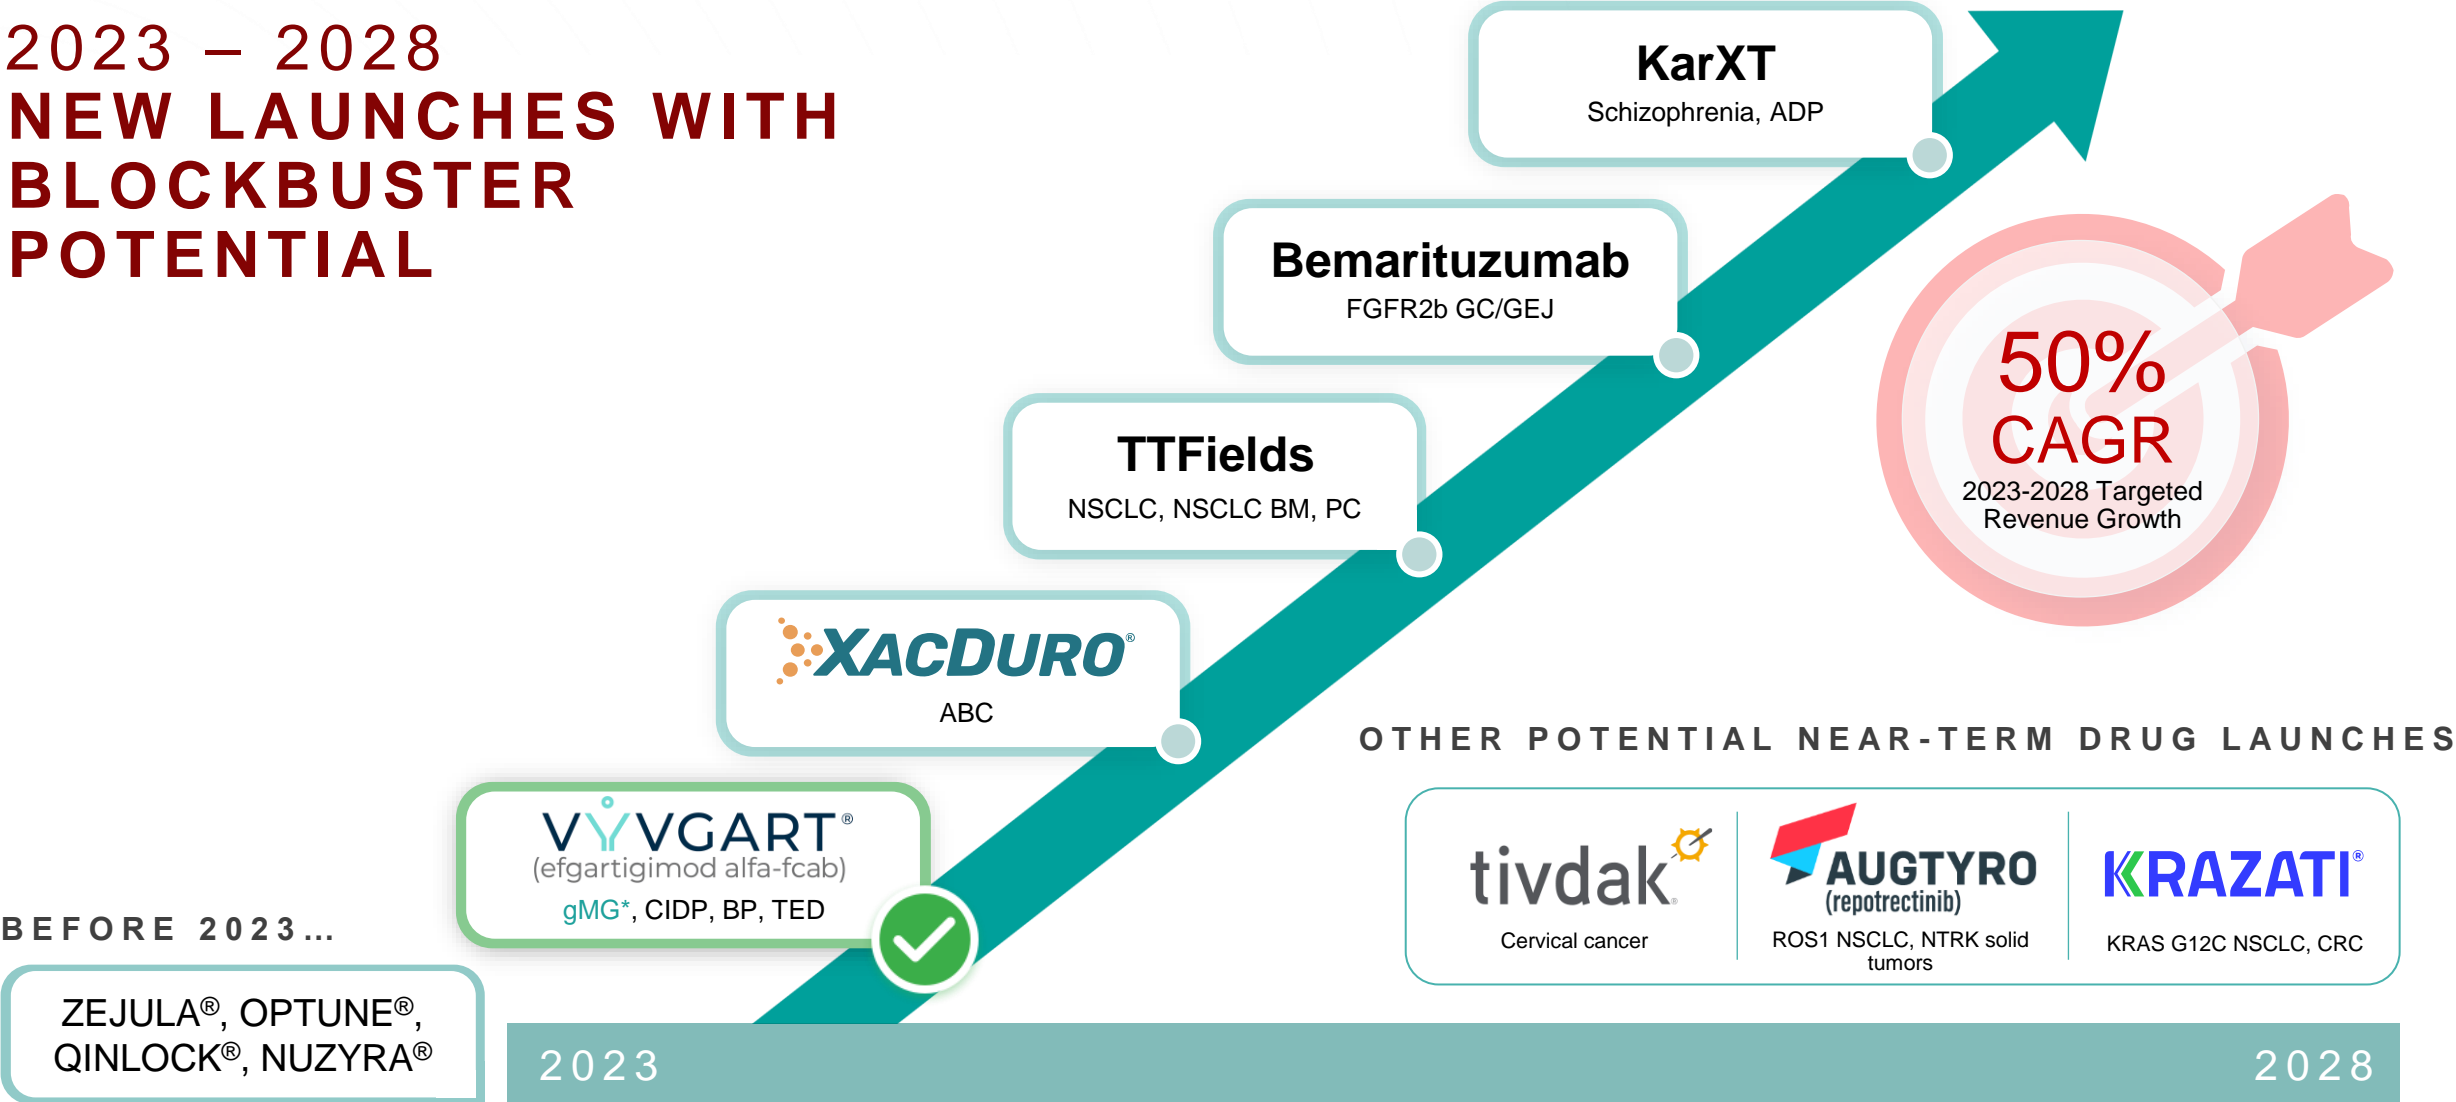 2023 – 2028
NEW LAUNCHES WITH
BLOCKBUSTER
POTENTIAL
KarXT
Schizophrenia, ADP
Bemarituzumab
FGFR2b GC/GEJ
TTFields
NSCLC, NSCLC BM, PC
XACDURO®
ABC
VYVGART®
(efgartigimod alfa-fcab)
gMG*, CIDP, BP, TED
50%
CAGR
2023-2028 Targeted
Revenue Growth
OTHER POTENTIAL NEAR-TERM DRUG LAUNCHES
tivdak®
Cervical cancer
AUGTYRO
(repotrectinib)
ROS1 NSCLC, NTRK solid
tumors
KRAZATI®
KRAS G12C NSCLC, CRC
BEFORE 2023...
ZEJULA®, OPTUNE®,
QINLOCK®, NUZYRA®
2023
2028